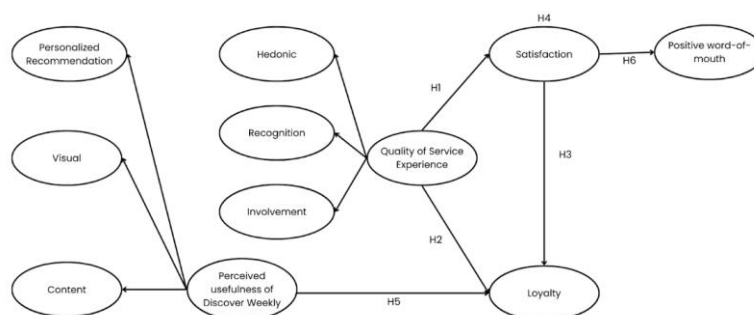 H4
Personalized
Recommendation
Hedonic
Satisfaction
Positive word-of-
mouth
H6
H1
Recognition
Visual
Quality of Service
Experience
H3
Involvement
H2
Content
Perceived
usefulness of
Discover Weekly
H5
Loyalty